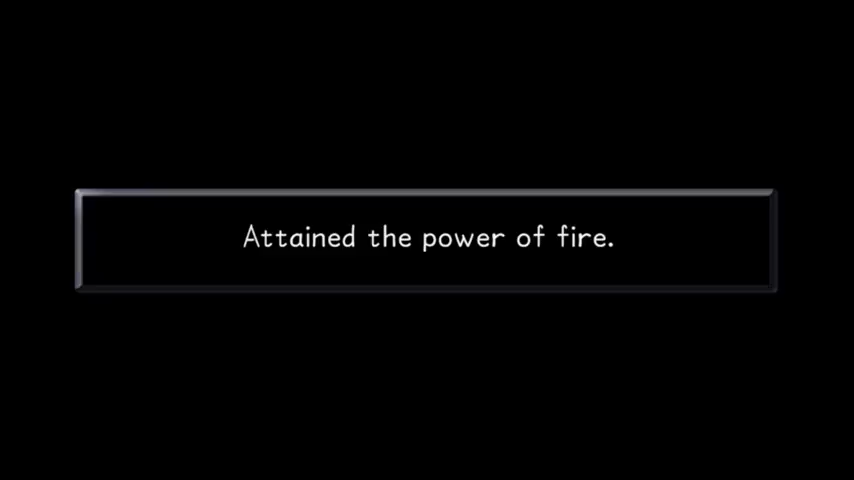 Attained the power of fire.